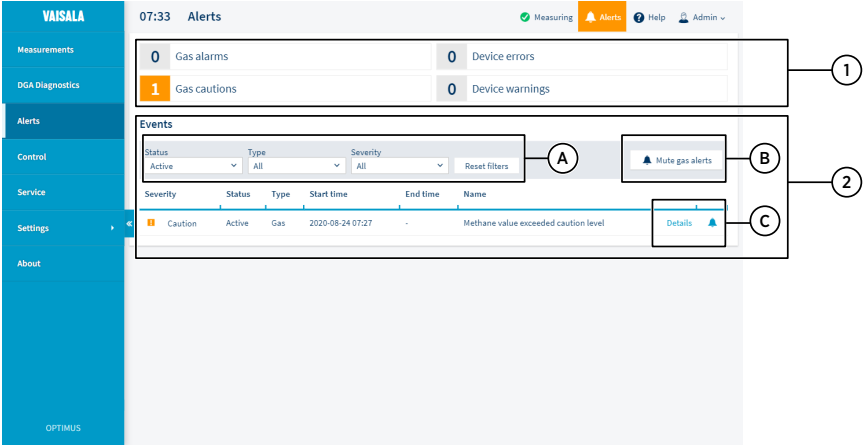 VAISALA
07:33 Alerts
Measuring
Alerts
Help
Admin
Measurements
DGA Diagnostics
Alerts
Control
Service
Settings
About
OPTIMUS
0 Gas alarms
0 Device errors
1 Gas cautions
0 Device warnings
1
Events
Status
Type
Severity
Active
All
All
Reset filters
A
Mute gas alerts
B
2
Severity Status Type Start time End time Name
Caution Active Gas 2020-08-24 07:27 - Methane value exceeded caution level Details
C